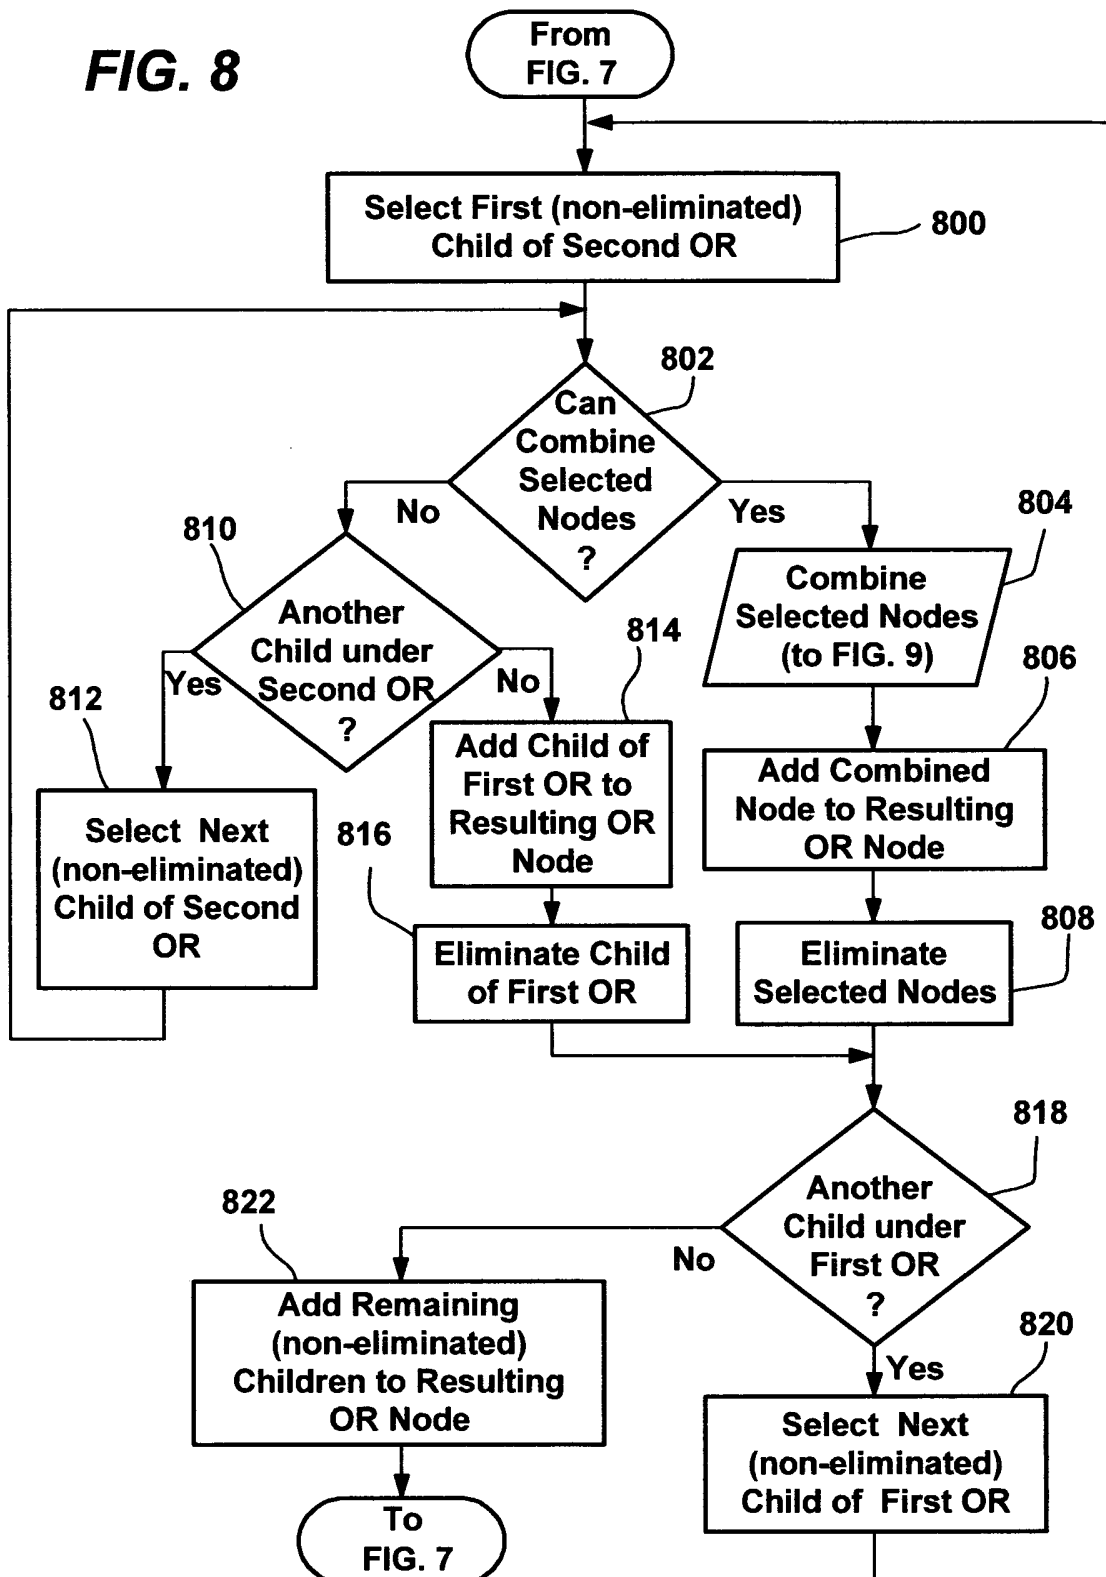 FIG. 8
From
FIG. 7
Select First (non-eliminated)
Child of Second OR
800
802
Can
Combine
Selected
Nodes
?
No
Yes
810
Another
Child under
Second OR
?
Yes
No
804
Combine
Selected Nodes
(to FIG. 9)
806
Add Combined
Node to Resulting
OR Node
808
Eliminate
Selected Nodes
812
Select Next
(non-eliminated)
Child of Second
OR
814
Add Child of
First OR to
Resulting OR
Node
816
Eliminate Child
of First OR
818
Another
Child under
First OR
?
No
Yes
822
Add Remaining
(non-eliminated)
Children to Resulting
OR Node
820
Select Next
(non-eliminated)
Child of First OR
To
FIG. 7